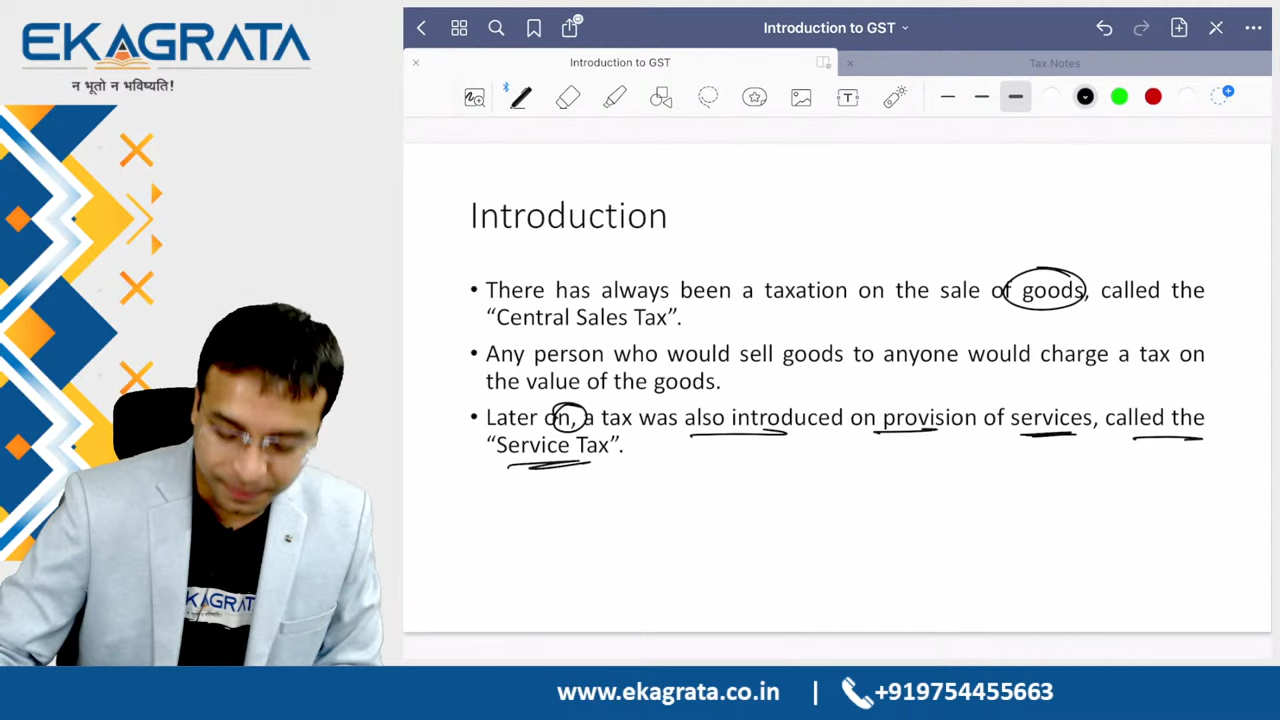 EKAGRATA
न भूतो न भविष्यति!
Introduction to GST
Introduction to GST
Tax Notes
T
Introduction
• There has always been a taxation on the sale of goods, called the
“Central Sales Tax”.
• Any person who would sell goods to anyone would charge a tax on
the value of the goods.
• Later on, a tax was also introduced on provision of services, called the
“Service Tax”.
EKAGRATA
www.ekagrata.co.in | +919754455663